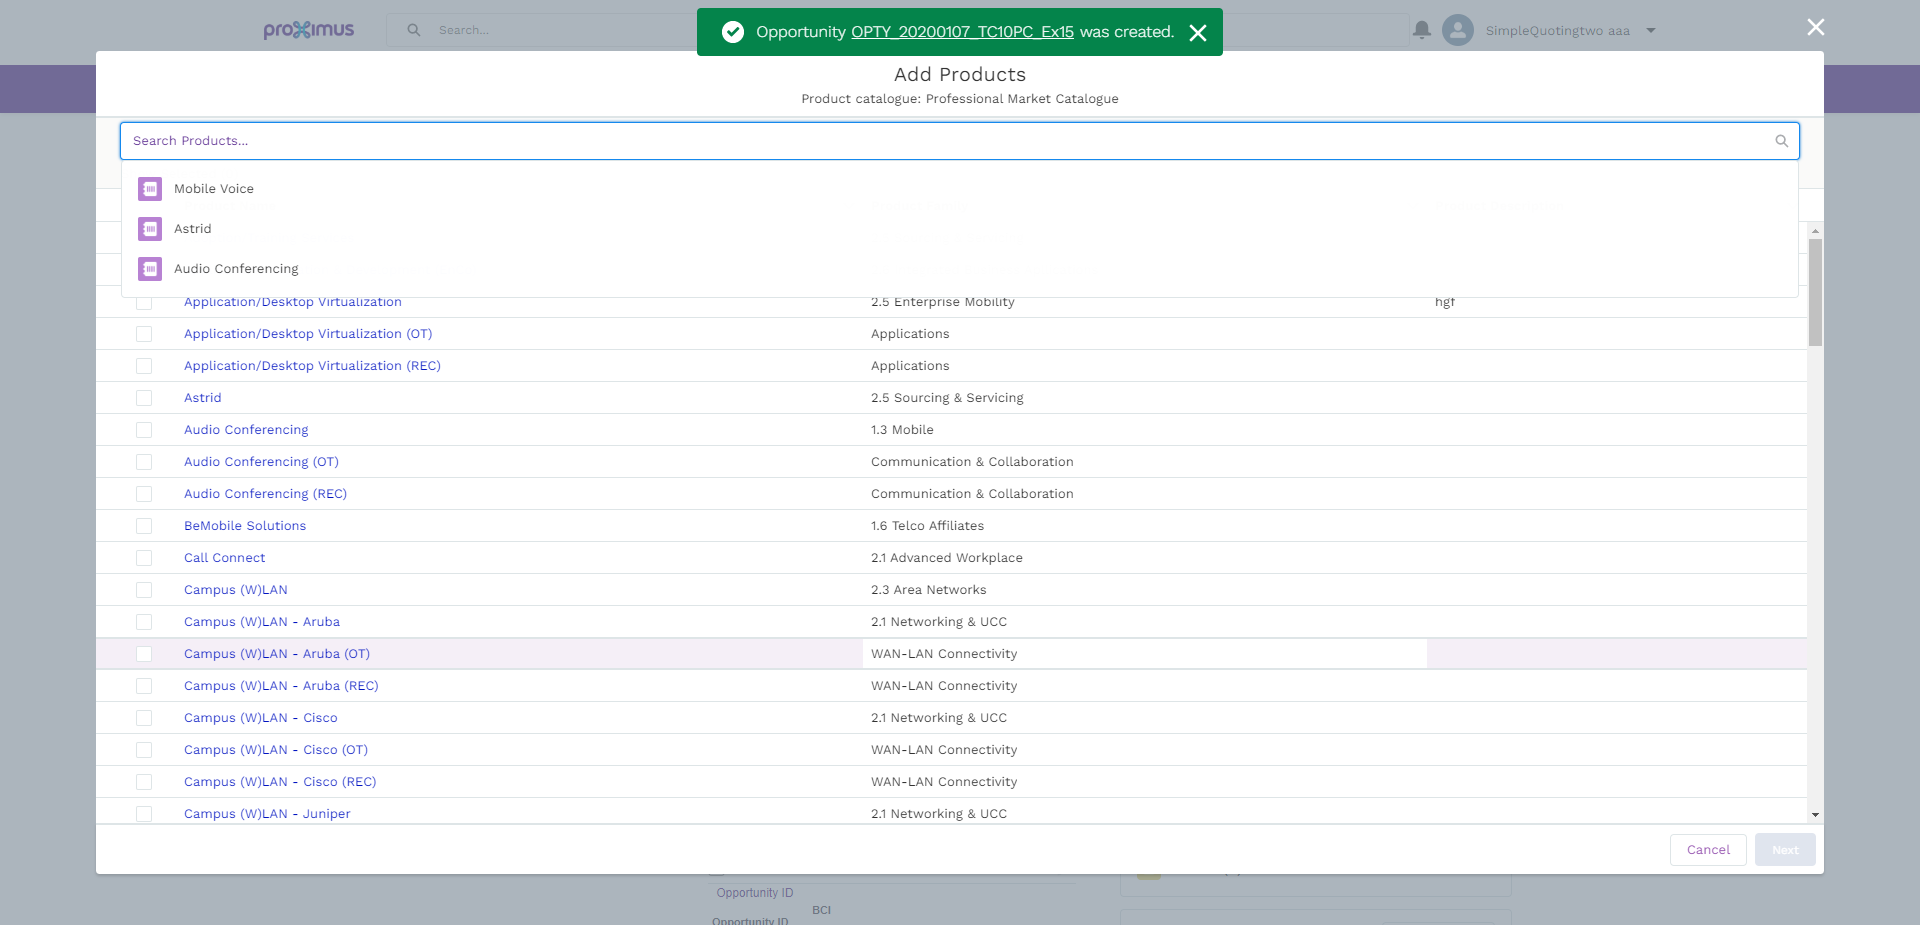 proximus
Search...
Opportunity OPTY_20200107_TC10PC_Ex15 was created.
SimpleQuotingtwo aaa
Add Products
Product catalogue: Professional Market Catalogue
Search Products...
Mobile Voice
Astrid
Audio Conferencing
Application/Desktop Virtualization 2.5 Enterprise Mobility hgf
Application/Desktop Virtualization (OT) Applications
Application/Desktop Virtualization (REC) Applications
Astrid 2.5 Sourcing & Servicing
Audio Conferencing 1.3 Mobile
Audio Conferencing (OT) Communication & Collaboration
Audio Conferencing (REC) Communication & Collaboration
BeMobile Solutions 1.6 Telco Affiliates
Call Connect 2.1 Advanced Workplace
Campus (W)LAN 2.3 Area Networks
Campus (W)LAN - Aruba 2.1 Networking & UCC
Campus (W)LAN - Aruba (OT) WAN-LAN Connectivity
Campus (W)LAN - Aruba (REC) WAN-LAN Connectivity
Campus (W)LAN - Cisco 2.1 Networking & UCC
Campus (W)LAN - Cisco (OT) WAN-LAN Connectivity
Campus (W)LAN - Cisco (REC) WAN-LAN Connectivity
Campus (W)LAN - Juniper 2.1 Networking & UCC
Cancel Next
Opportunity ID
BCI
Opportunity ID